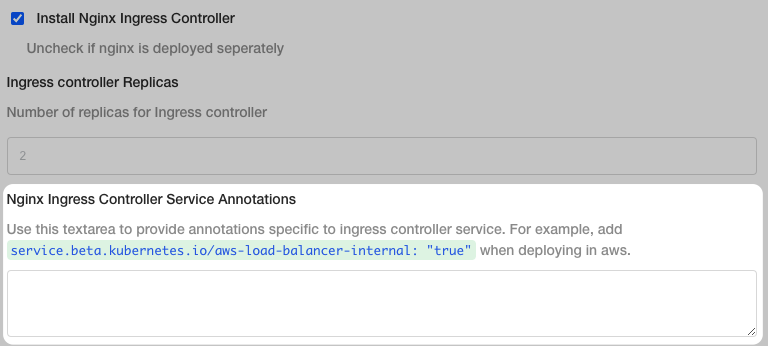 Install Nginx Ingress Controller
Uncheck if nginx is deployed seperately
Ingress controller Replicas
Number of replicas for Ingress controller
2
Nginx Ingress Controller Service Annotations
Use this textarea to provide annotations specific to ingress controller service. For example, add
service.beta.kubernetes.io/aws-load-balancer-internal: "true" when deploying in aws.